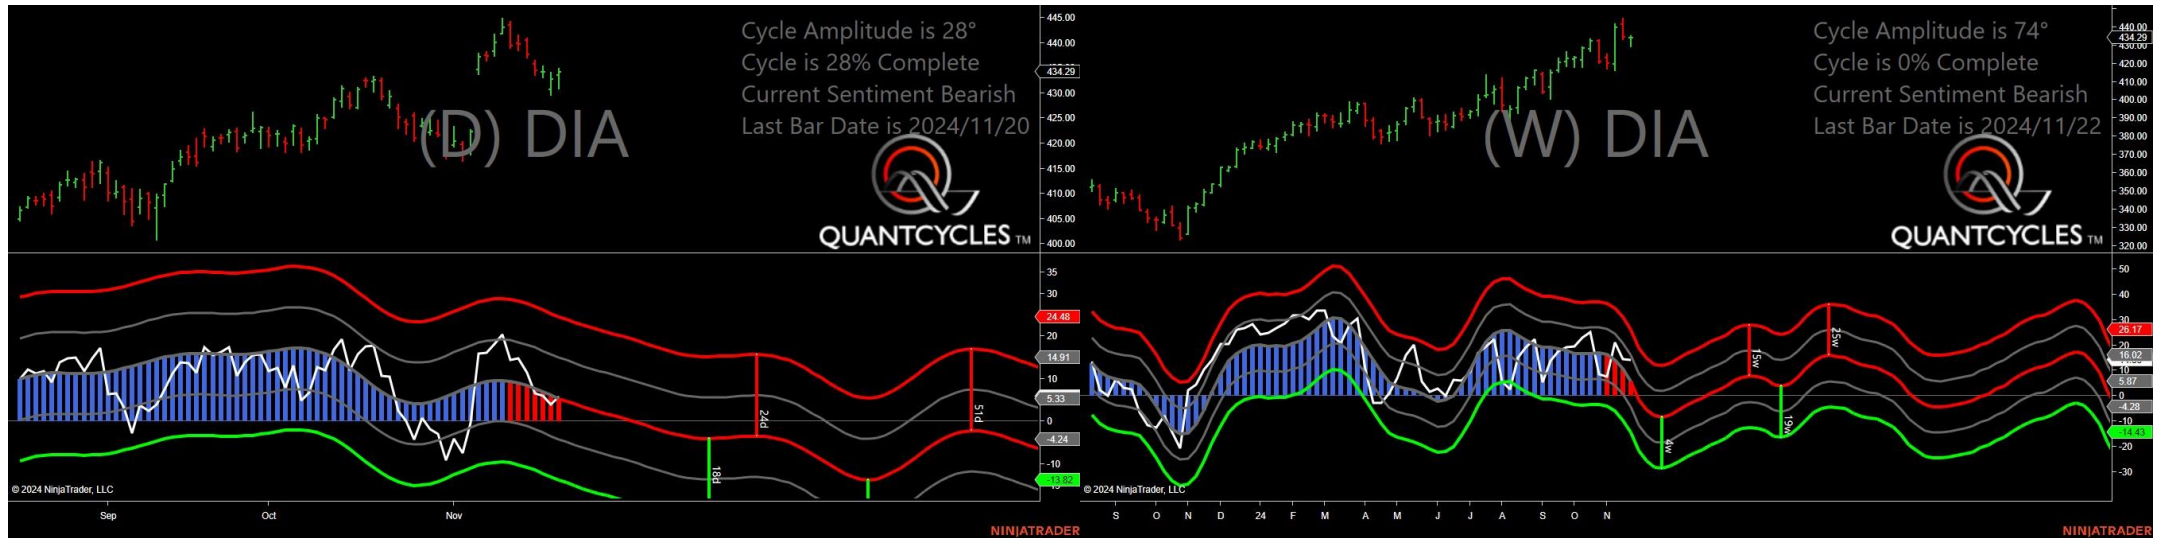 Cycle Amplitude is 28°
Cycle is 28% Complete
Current Sentiment Bearish
Last Bar Date is 2024/11/20
(D) DIA
QUANTCYCLES TM
445.00
440.00
434.29
430.00
425.00
420.00
415.00
410.00
405.00
400.00
35
30
24.48
20
14.91
10
5.33
0
-4.24
-10
-13.82
24d
51d
18d
© 2024 NinjaTrader, LLC
Sep Oct Nov
NINJATRADER
Cycle Amplitude is 74°
Cycle is 0% Complete
Current Sentiment Bearish
Last Bar Date is 2024/11/22
(W) DIA
QUANTCYCLES TM
440.00
434.29
430.00
420.00
410.00
400.00
390.00
380.00
370.00
360.00
350.00
340.00
330.00
320.00
50
40
30
26.17
20
16.02
10
5.87
0
-4.28
-10
-14.43
-20
-30
15w
25w
4w
19w
© 2024 NinjaTrader, LLC
S O N D 24 F M A M J J A S O N
NINJATRADER